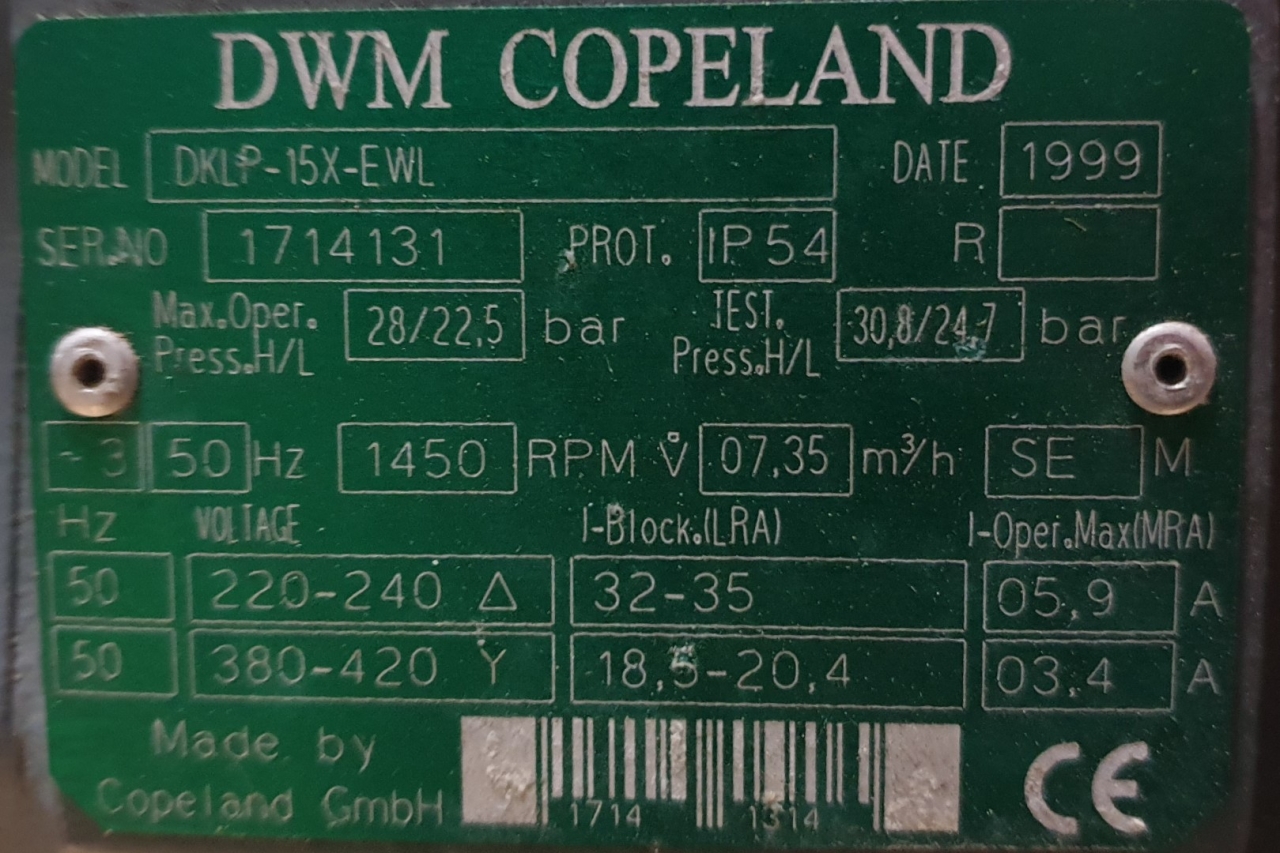 DWM COPELAND
MODEL DKLP-15X-EWL DATE 1999
SER.NO 1714131 PROT. IP 54 R
Max.Oper. Press.H/L 28/22,5 bar TEST. Press.H/L 30,8/24,7 bar
~3 50 Hz 1450 RPM V̊ 07,35 m³/h SE M
Hz VOLTAGE I-Block.(LRA) I-Oper.Max(MRA)
50 220-240 Δ 32-35 05,9 A
50 380-420 Y 18,5-20,4 03,4 A
Made by
Copeland GmbH
1714 1314
CE